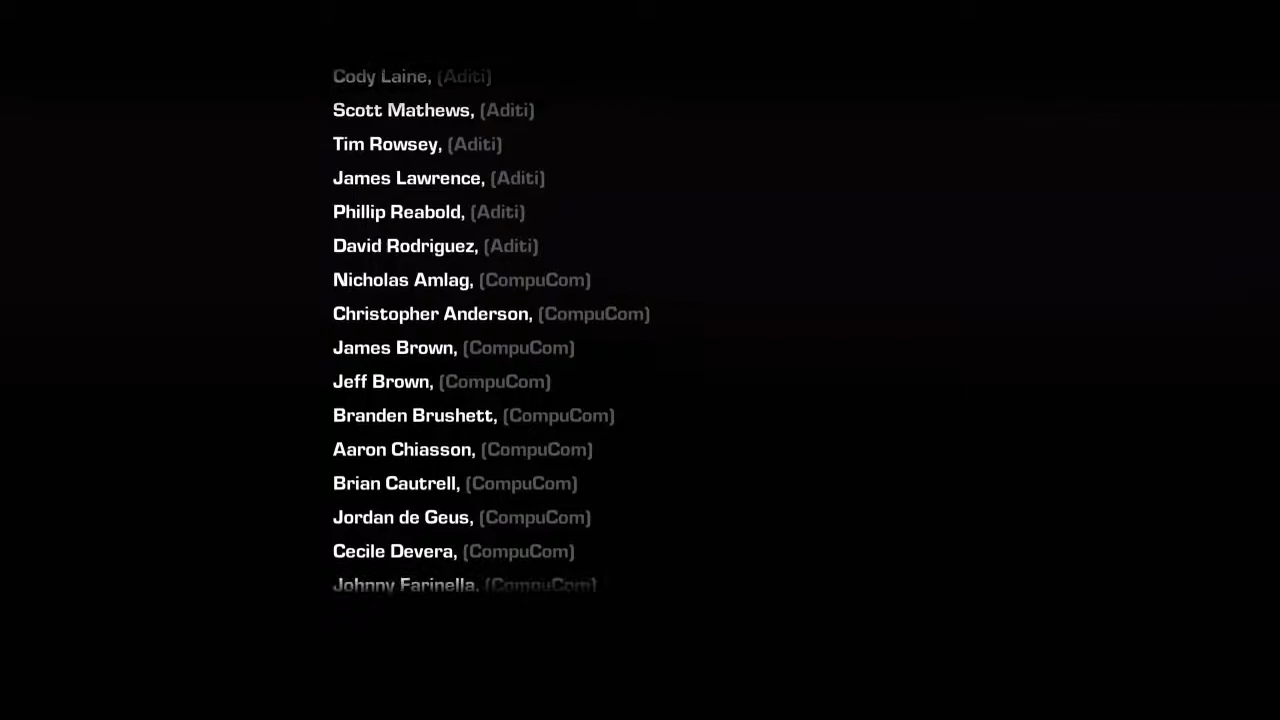 Cody Laine, (Aditi)
Scott Mathews, (Aditi)
Tim Rowsey, (Aditi)
James Lawrence, (Aditi)
Phillip Reabold, (Aditi)
David Rodriguez, (Aditi)
Nicholas Amlag, (CompuCom)
Christopher Anderson, (CompuCom)
James Brown, (CompuCom)
Jeff Brown, (CompuCom)
Branden Brushett, (CompuCom)
Aaron Chiasson, (CompuCom)
Brian Cautrell, (CompuCom)
Jordan de Geus, (CompuCom)
Cecile Devera, (CompuCom)
Johnny Farinella, (CompuCom)